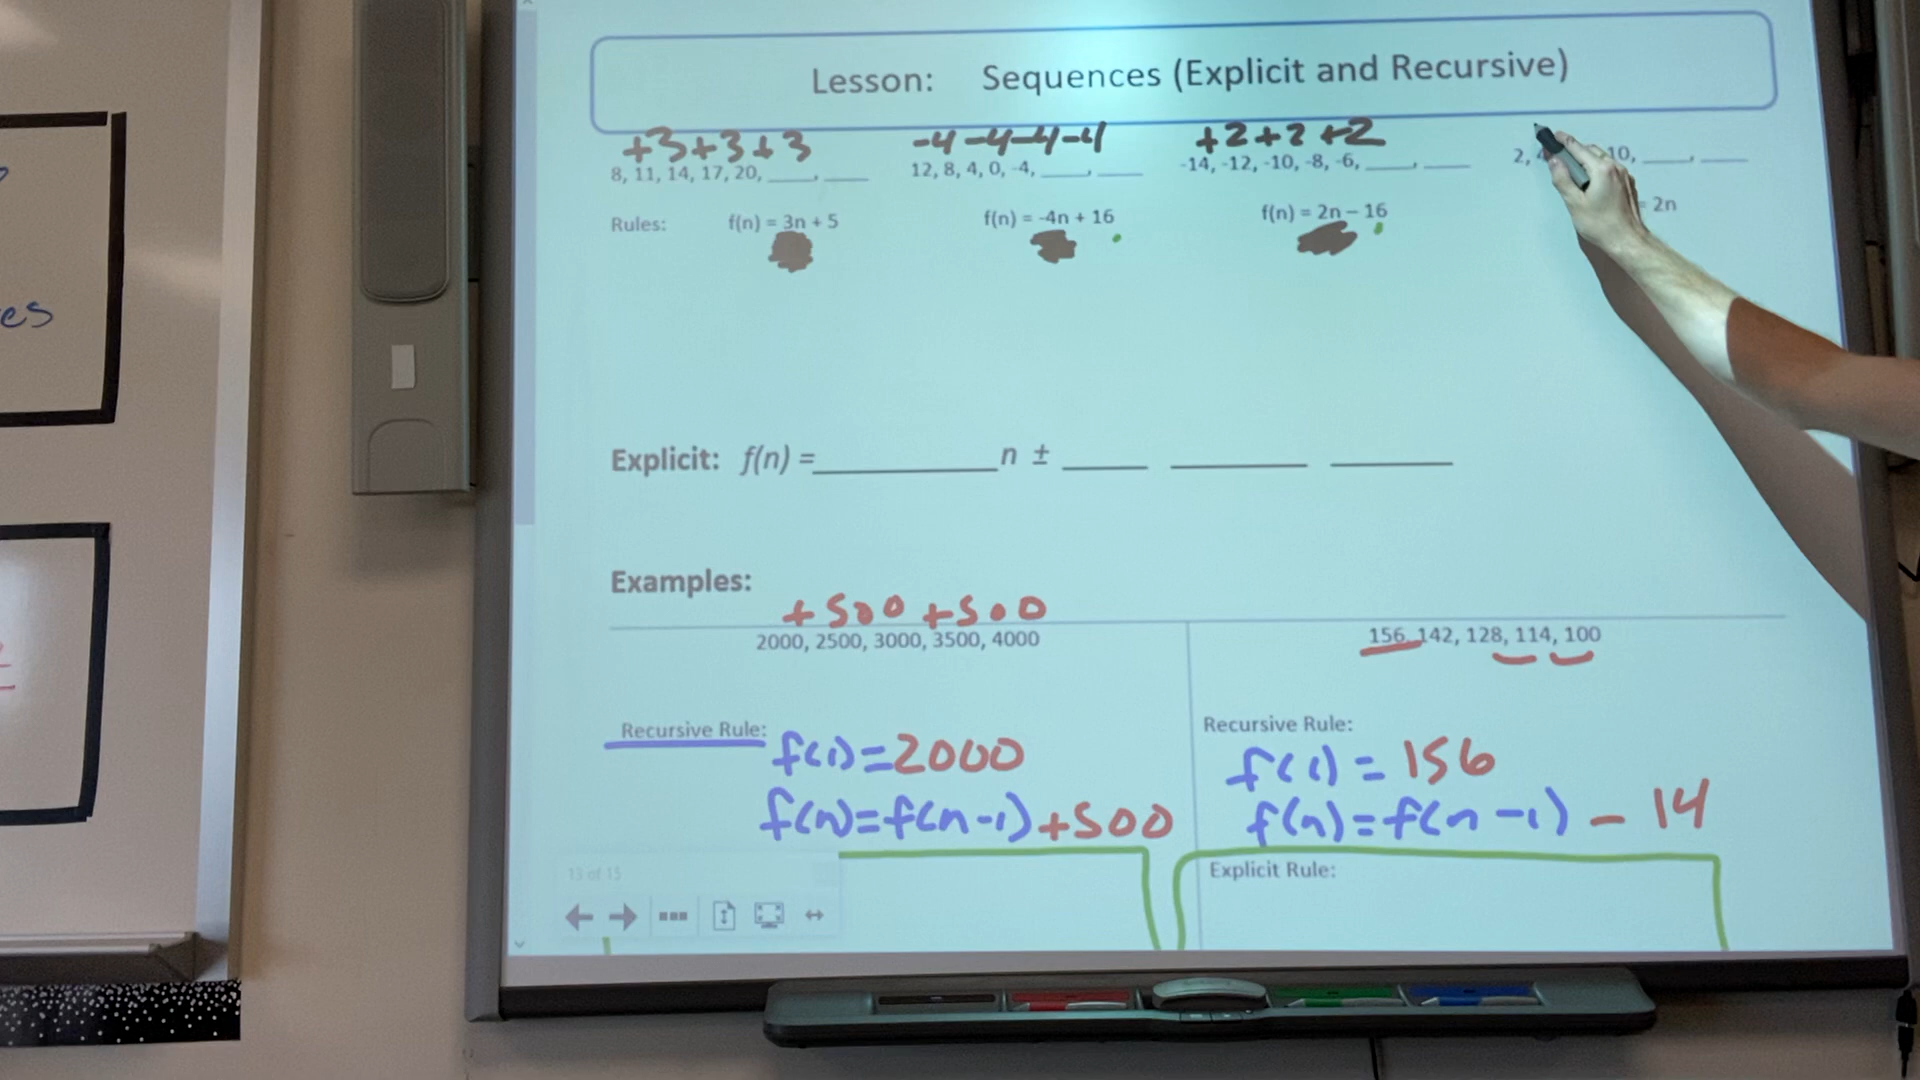 Lesson: Sequences (Explicit and Recursive)
+3+3+3
-4-4-4-4
+2+2+2
8, 11, 14, 17, 20, ____, ____
12, 8, 4, 0, -4, ____, ____
-14, -12, -10, -8, -6, ____, ____
2, 10, ____, ____
Rules: f(n) = 3n + 5
f(n) = -4n + 16
f(n) = 2n – 16
= 2n
es
Explicit: f(n) =__________ n ± _____ ________ _______
Examples:
+500 +500
2000, 2500, 3000, 3500, 4000
156, 142, 128, 114, 100
Recursive Rule:
f(1)=2000
f(n)=f(n-1)+500
Recursive Rule:
f(1) = 156
f(n)=f(n-1) - 14
Explicit Rule:
13 of 15